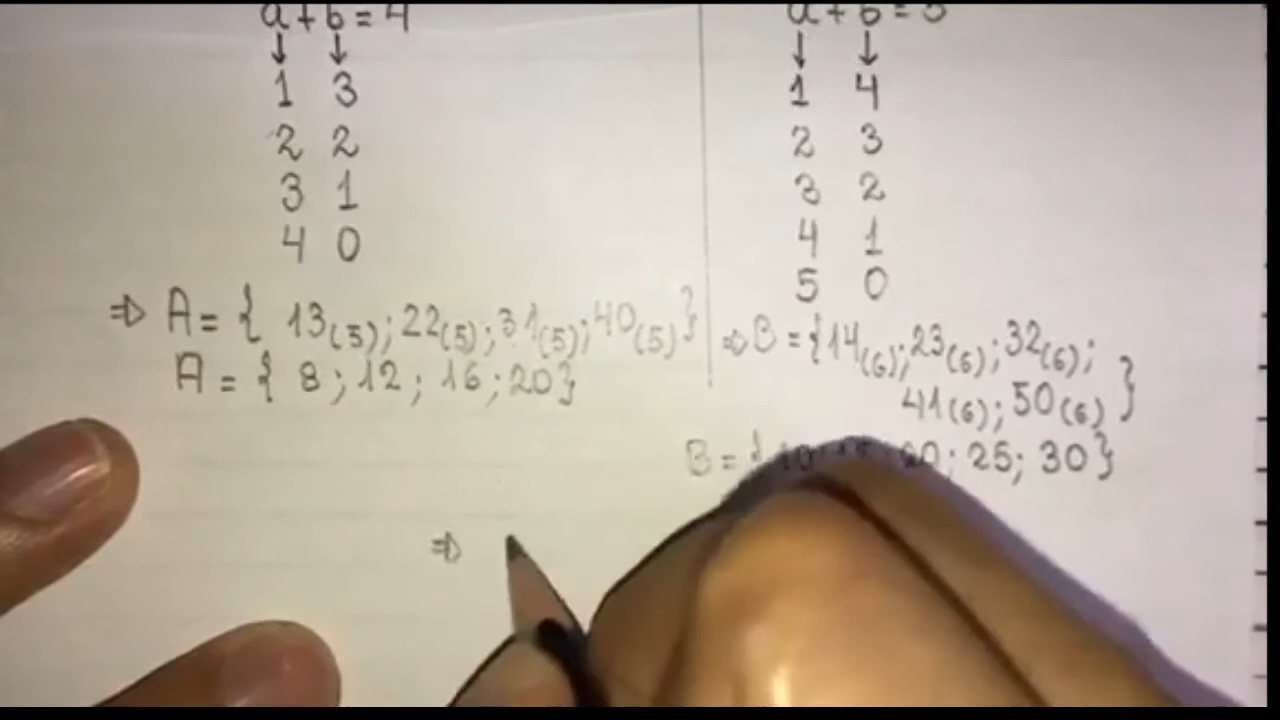 a + b = 4
↓ ↓
1 3
2 2
3 1
4 0
⇒ A = { 13(5); 22(5); 31(5); 40(5) }
A = { 8 ; 12 ; 16 ; 20 }
a + b = 5
↓ ↓
1 4
2 3
3 2
4 1
5 0
⇒ B = { 14(6); 23(6); 32(6);
41(6); 50(6) }
B = { 20; 25; 30 }
⇒